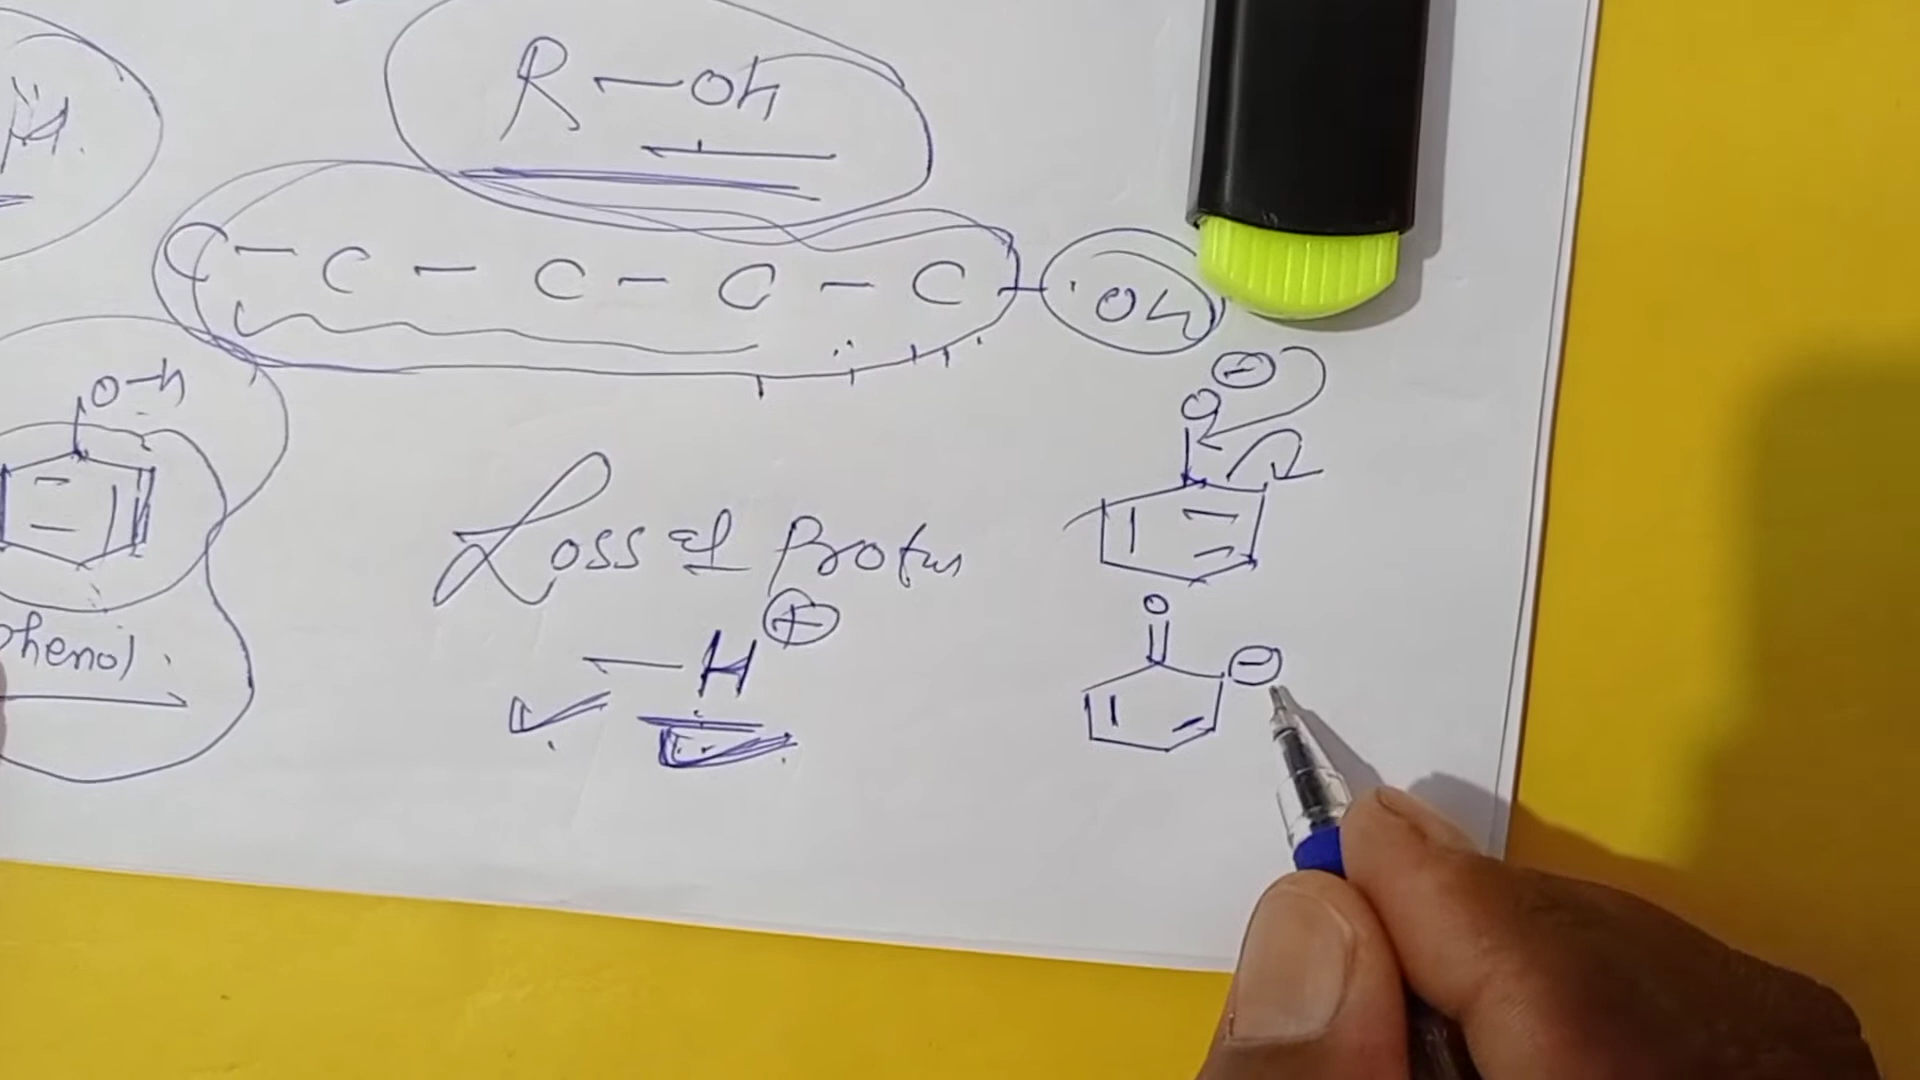 H.
R-Oh
C-C-C-C-C-Oh
O-h
phenol
Loss of Proton
-H⊕
⊖
O
O
⊖